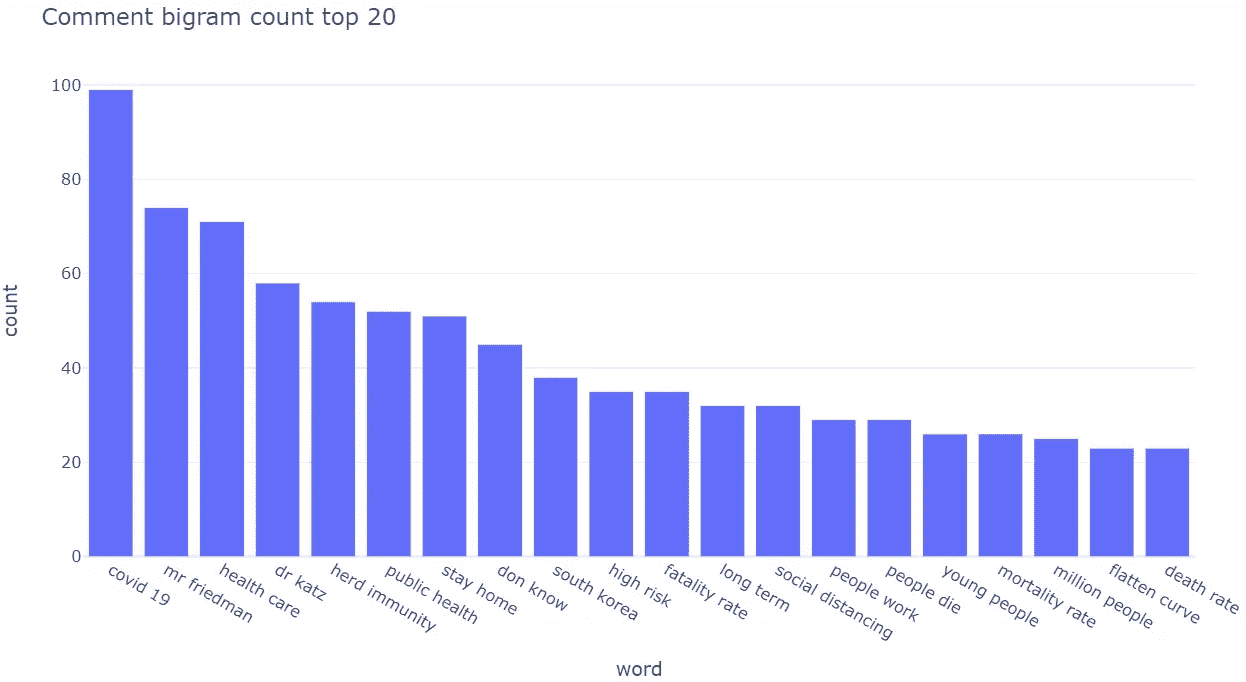 Comment bigram count top 20
100
80
60
40
20
0
count
covid 19
mr friedman
health care
dr katz
herd immunity
public health
stay home
don know
south korea
high risk
fatality rate
long term
social distancing
people work
people die
young people
mortality rate
million people
flatten curve
death rate
word